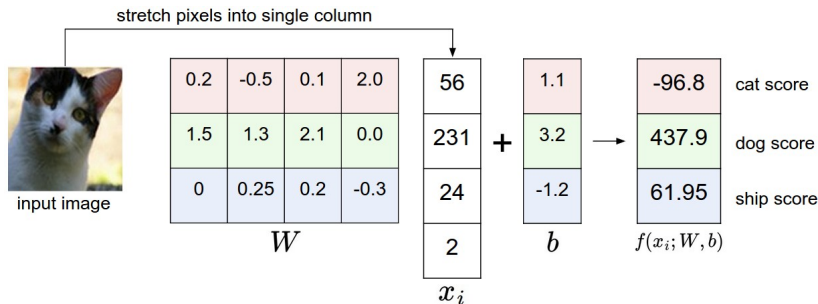 stretch pixels into single column
0.2 -0.5 0.1 2.0 56 1.1 -96.8 cat score
1.5 1.3 2.1 0.0 231 + 3.2 437.9 dog score
0 0.25 0.2 -0.3 24 -1.2 61.95 ship score
input image
W 2 b f(x_i; W, b)
x_i